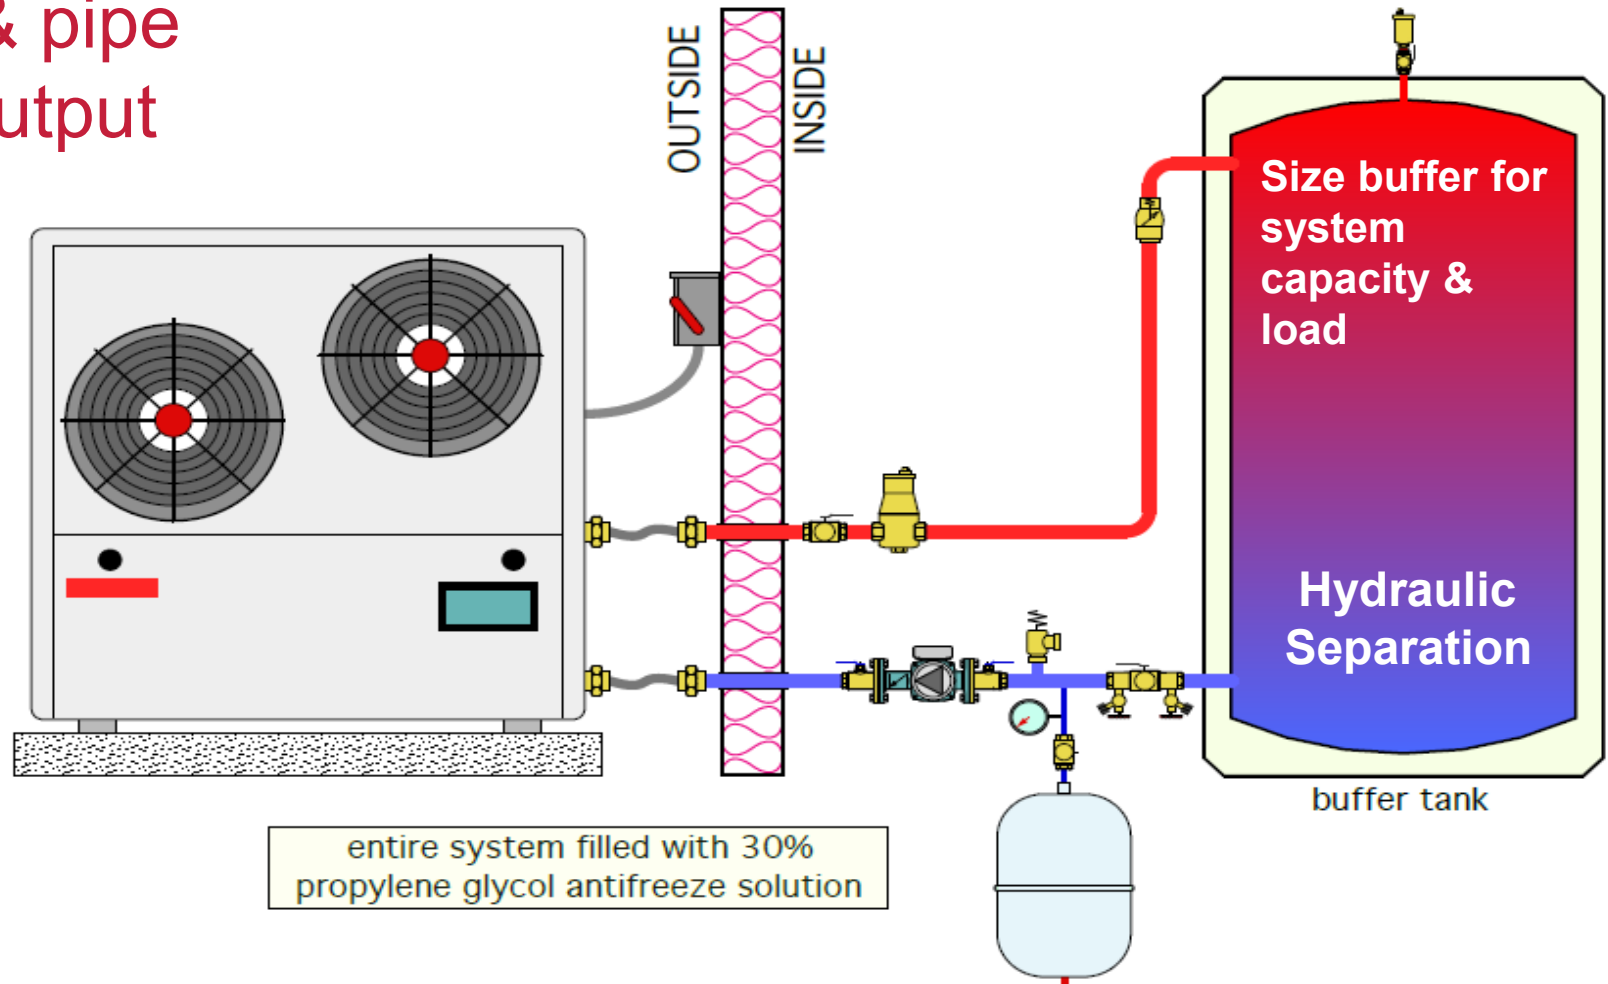 & pipe
utput
OUTSIDE
INSIDE
Size buffer for
system
capacity &
load
Hydraulic
Separation
buffer tank
entire system filled with 30%
propylene glycol antifreeze solution